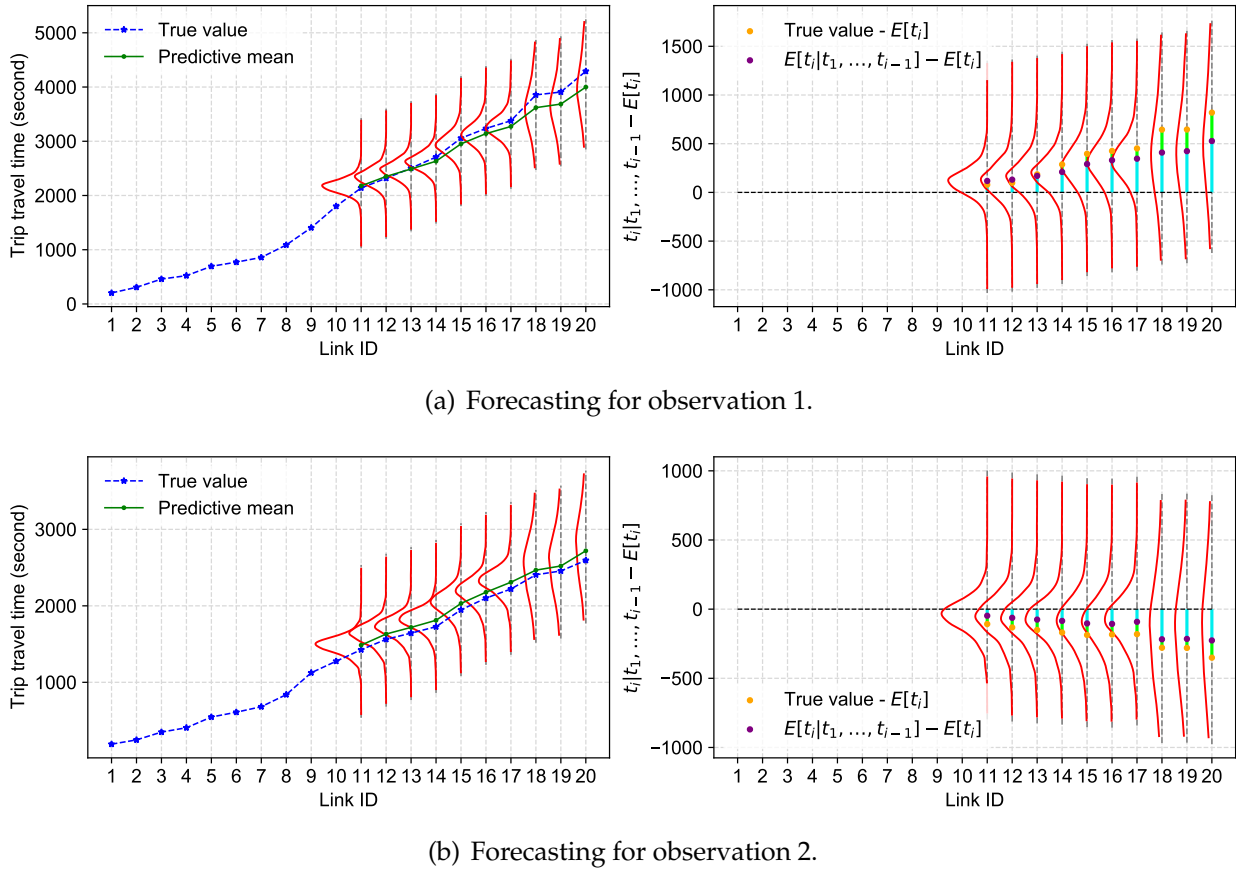 True value
Predictive mean
Trip travel time (second)
5000
4000
3000
2000
1000
0
1 2 3 4 5 6 7 8 9 10 11 12 13 14 15 16 17 18 19 20
Link ID
True value - E[t_i]
E[t_i|t_1, ..., t_{i-1}] − E[t_i]
t_i|t_1, ..., t_{i-1} − E[t_i]
1500
1000
500
0
−500
−1000
1 2 3 4 5 6 7 8 9 10 11 12 13 14 15 16 17 18 19 20
Link ID
(a) Forecasting for observation 1.
True value
Predictive mean
Trip travel time (second)
3000
2000
1000
1 2 3 4 5 6 7 8 9 10 11 12 13 14 15 16 17 18 19 20
Link ID
t_i|t_1, ..., t_{i-1} − E[t_i]
1000
500
0
−500
−1000
True value - E[t_i]
E[t_i|t_1, ..., t_{i-1}] − E[t_i]
1 2 3 4 5 6 7 8 9 10 11 12 13 14 15 16 17 18 19 20
Link ID
(b) Forecasting for observation 2.